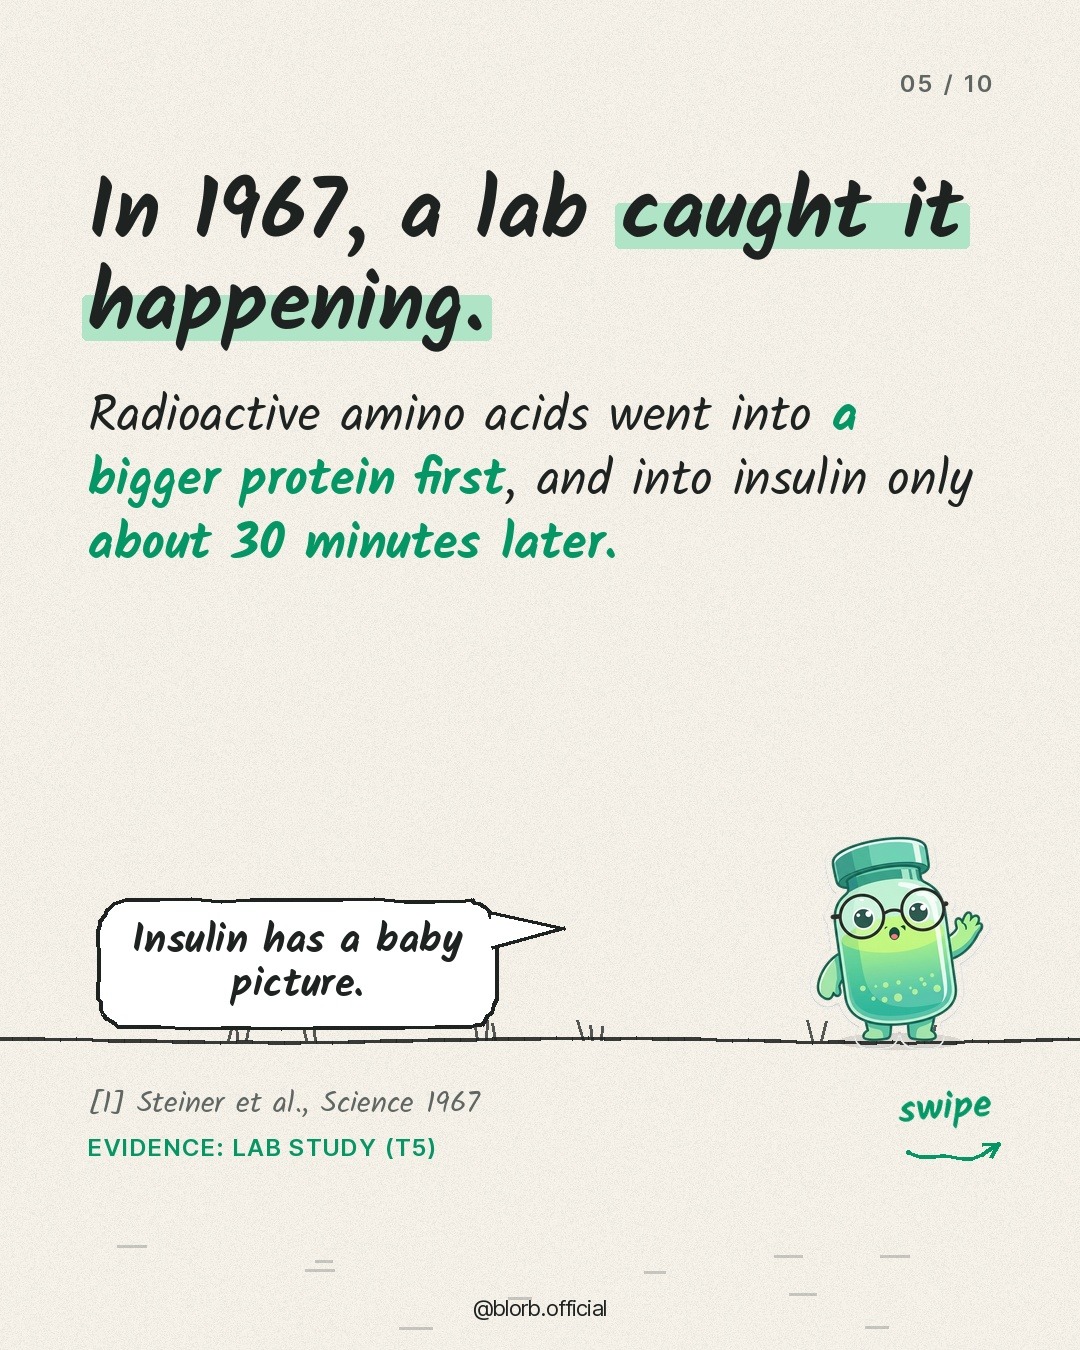 05 / 10
In 1967, a lab caught it
happening.
Radioactive amino acids went into a
bigger protein first, and into insulin only
about 30 minutes later.
Insulin has a baby
picture.
[1] Steiner et al., Science 1967
EVIDENCE: LAB STUDY (T5)
swipe
@blorb.official